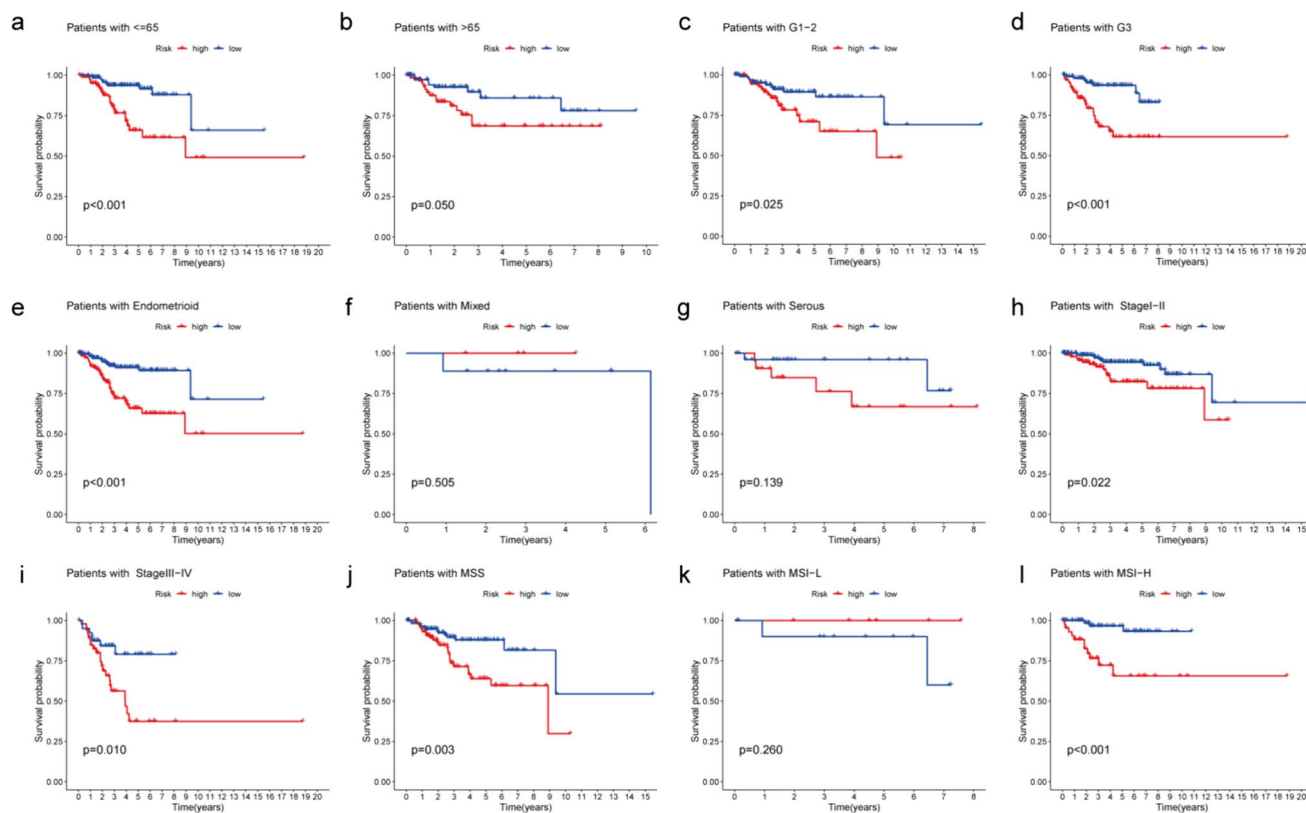 a
Patients with <=65
Risk high low
1.00
0.75
0.50
0.25
0.00
Survival probability
p<0.001
0 1 2 3 4 5 6 7 8 9 10 11 12 13 14 15 16 17 18 19 20
Time(years)
b
Patients with >65
Risk high low
1.00
0.75
0.50
0.25
0.00
Survival probability
p=0.050
0 1 2 3 4 5 6 7 8 9 10
Time(years)
c
Patients with G1-2
Risk high low
1.00
0.75
0.50
0.25
0.00
Survival probability
p=0.025
0 1 2 3 4 5 6 7 8 9 10 11 12 13 14 15
Time(years)
d
Patients with G3
Risk high low
1.00
0.75
0.50
0.25
0.00
Survival probability
p<0.001
0 1 2 3 4 5 6 7 8 9 10 11 12 13 14 15 16 17 18 19 20
Time(years)
e
Patients with Endometrioid
Risk high low
1.00
0.75
0.50
0.25
0.00
Survival probability
p<0.001
0 1 2 3 4 5 6 7 8 9 10 11 12 13 14 15 16 17 18 19 20
Time(years)
f
Patients with Mixed
Risk high low
1.00
0.75
0.50
0.25
0.00
Survival probability
p=0.505
0 1 2 3 4 5 6
Time(years)
g
Patients with Serous
Risk high low
1.00
0.75
0.50
0.25
0.00
Survival probability
p=0.139
0 1 2 3 4 5 6 7 8
Time(years)
h
Patients with StageI-II
Risk high low
1.00
0.75
0.50
0.25
0.00
Survival probability
p=0.022
0 1 2 3 4 5 6 7 8 9 10 11 12 13 14 15
Time(years)
i
Patients with StageIII-IV
Risk high low
1.00
0.75
0.50
0.25
0.00
Survival probability
p=0.010
0 1 2 3 4 5 6 7 8 9 10 11 12 13 14 15 16 17 18 19 20
Time(years)
j
Patients with MSS
Risk high low
1.00
0.75
0.50
0.25
0.00
Survival probability
p=0.003
0 1 2 3 4 5 6 7 8 9 10 11 12 13 14 15
Time(years)
k
Patients with MSI-L
Risk high low
1.00
0.75
0.50
0.25
0.00
Survival probability
p=0.260
0 1 2 3 4 5 6 7 8
Time(years)
l
Patients with MSI-H
Risk high low
1.00
0.75
0.50
0.25
0.00
Survival probability
p<0.001
0 1 2 3 4 5 6 7 8 9 10 11 12 13 14 15 16 17 18 19 20
Time(years)